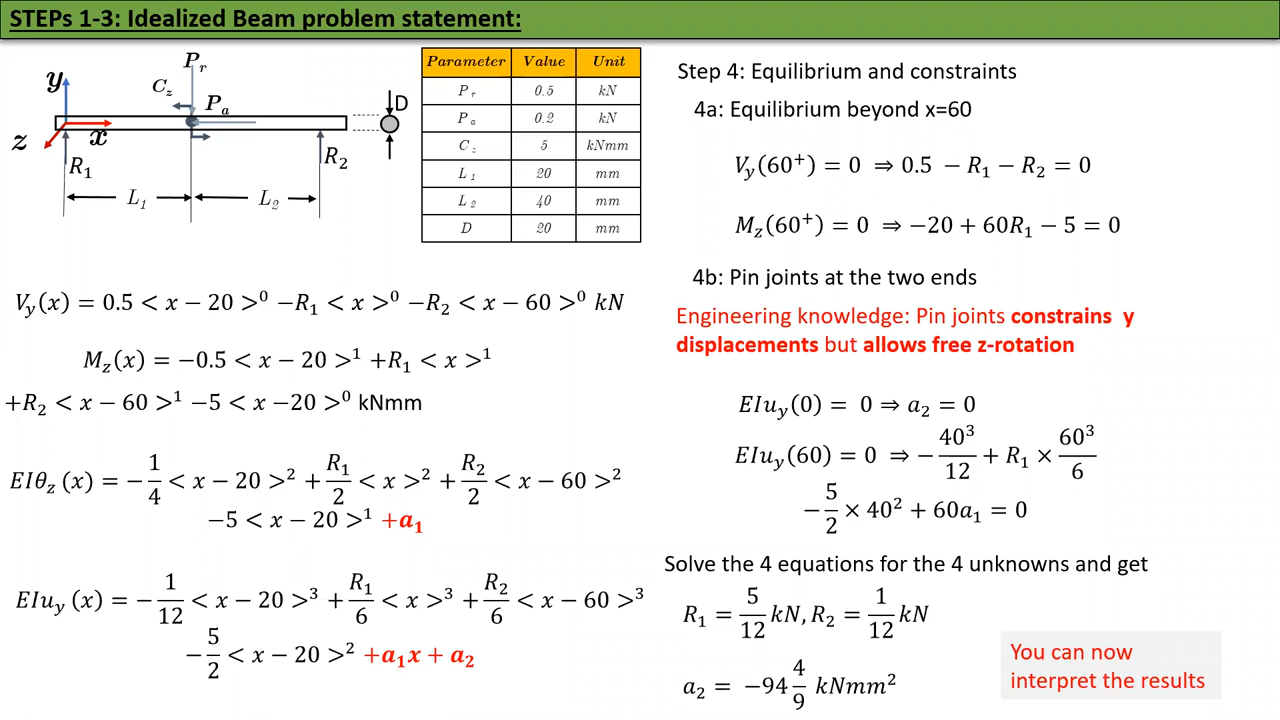 STEPs 1-3: Idealized Beam problem statement:
y
P_r
C_z
P_a
D
z
x
R_1
R_2
L_1
L_2
Parameter Value Unit
P_r 0.5 kN
P_a 0.2 kN
C_z 5 kNmm
L_1 20 mm
L_2 40 mm
D 20 mm
V_y(x) = 0.5 < x − 20 >^0 −R_1 < x >^0 −R_2 < x − 60 >^0 kN
M_z(x) = −0.5 < x − 20 >^1 +R_1 < x >^1
+R_2 < x − 60 >^1 −5 < x −20 >^0 kNmm
EIθ_z (x) = −1/4 < x − 20 >^2 +R_1/2 < x >^2 +R_2/2 < x − 60 >^2
−5 < x − 20 >^1 +a_1
EIu_y (x) = −1/12 < x − 20 >^3 +R_1/6 < x >^3 +R_2/6 < x − 60 >^3
−5/2 < x − 20 >^2 +a_1x + a_2
Step 4: Equilibrium and constraints
4a: Equilibrium beyond x=60
V_y(60^+) = 0 ⇒ 0.5 − R_1 − R_2 = 0
M_z(60^+) = 0 ⇒ −20 + 60R_1 − 5 = 0
4b: Pin joints at the two ends
Engineering knowledge: Pin joints constrains y
displacements but allows free z-rotation
EIu_y(0) = 0 ⇒ a_2 = 0
EIu_y(60) = 0 ⇒ −40^3/12 + R_1 × 60^3/6
−5/2 × 40^2 + 60a_1 = 0
Solve the 4 equations for the 4 unknowns and get
R_1 = 5/12 kN, R_2 = 1/12 kN
a_2 = −94 4/9 kNmm^2
You can now
interpret the results